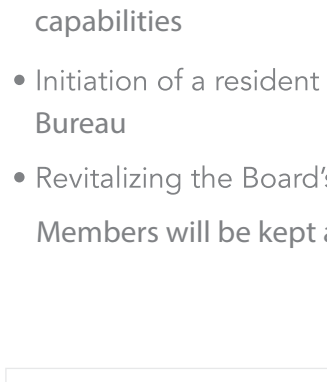 capabilities
• Initiation of a resident
Bureau
• Revitalizing the Board's
Members will be kept